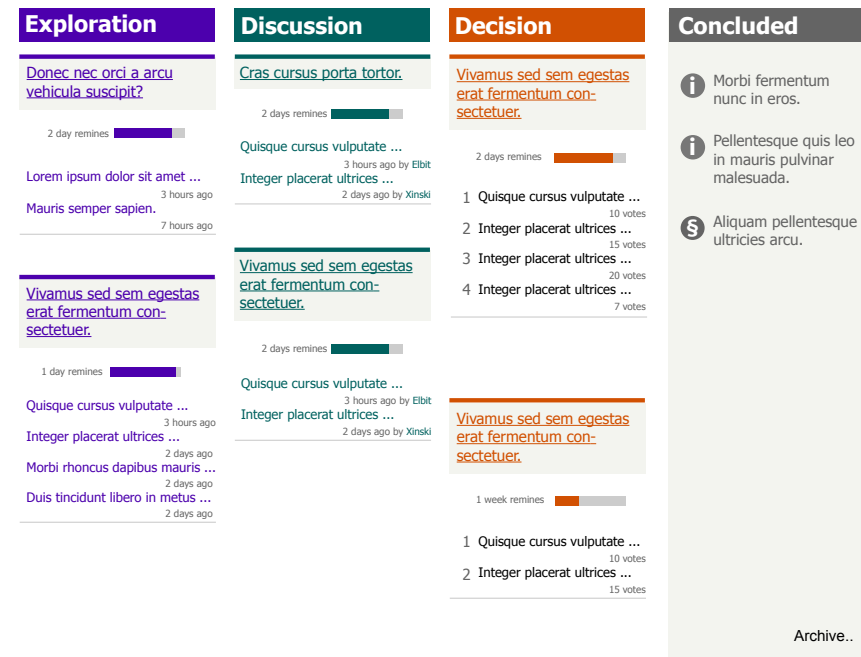 Exploration
Donec nec orci a arcu
vehicula suscipit?
2 day remines
Lorem ipsum dolor sit amet ...
3 hours ago
Mauris semper sapien.
7 hours ago
Vivamus sed sem egestas
erat fermentum con-
sectetuer.
1 day remines
Quisque cursus vulputate ...
3 hours ago
Integer placerat ultrices ...
2 days ago
Morbi rhoncus dapibus mauris ...
2 days ago
Duis tincidunt libero in metus ...
2 days ago
Discussion
Cras cursus porta tortor.
2 days remines
Quisque cursus vulputate ...
3 hours ago by Elbit
Integer placerat ultrices ...
2 days ago by Xinski
Vivamus sed sem egestas
erat fermentum con-
sectetuer.
2 days remines
Quisque cursus vulputate ...
3 hours ago by Elbit
Integer placerat ultrices ...
2 days ago by Xinski
Decision
Vivamus sed sem egestas
erat fermentum con-
sectetuer.
2 days remines
1 Quisque cursus vulputate ...
10 votes
2 Integer placerat ultrices ...
15 votes
3 Integer placerat ultrices ...
20 votes
4 Integer placerat ultrices ...
7 votes
Vivamus sed sem egestas
erat fermentum con-
sectetuer.
1 week remines
1 Quisque cursus vulputate ...
10 votes
2 Integer placerat ultrices ...
15 votes
Concluded
i Morbi fermentum
nunc in eros.
i Pellentesque quis leo
in mauris pulvinar
malesuada.
§ Aliquam pellentesque
ultricies arcu.
Archive..